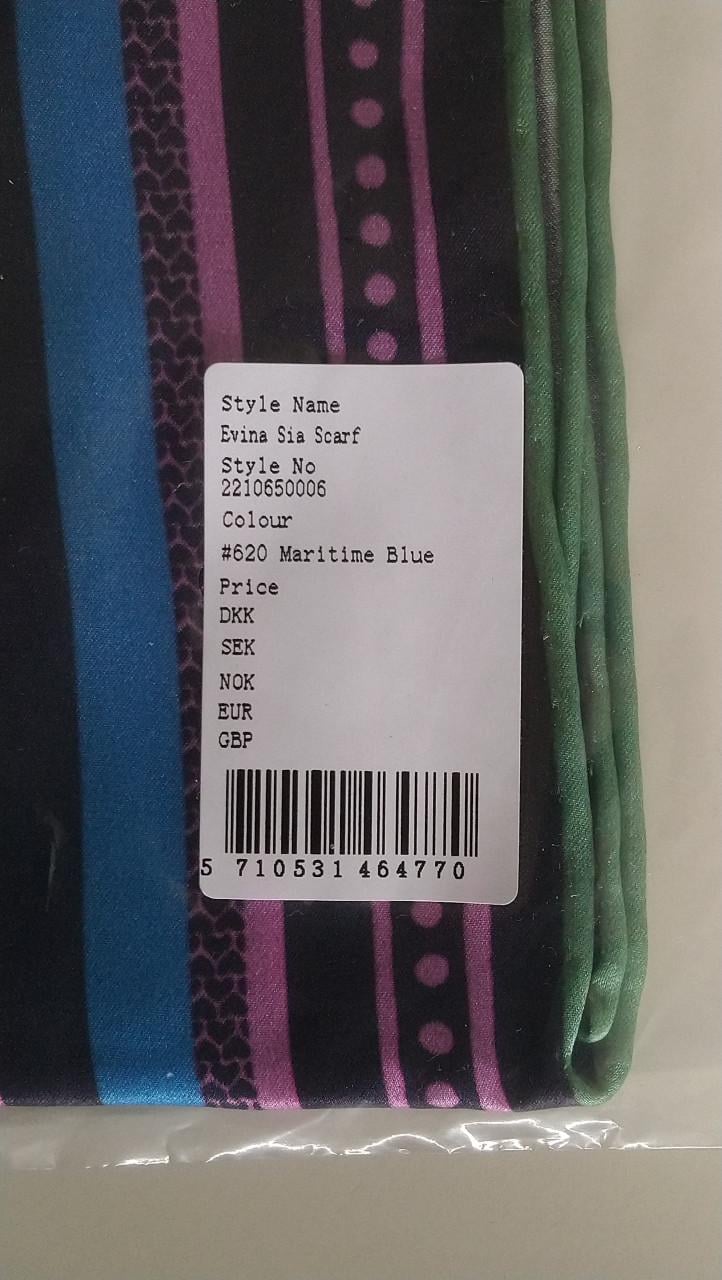 Style Name
Evina Sia Scarf
Style No
2210650006
Colour
#620 Maritime Blue
Price
DKK
SEK
NOK
EUR
GBP
5 710531 464770